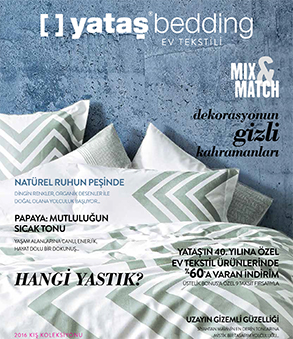 [ ] yataş® bedding
EV TEKSTİLİ
MIX
& MATCH
dekorasyonun
gizli
kahramanları
NATÜREL RUHUN PEŞİNDE
DİNGİN RENKLER, ORGANİK DESENLER İLE
DOĞAL OLANA YOLCULUK BAŞLIYOR...
PAPAYA: MUTLULUĞUN
SICAK TONU
YAŞAM ALANLARINA CANLI, ENERJİK,
HAYAT DOLU BİR DOKUNUŞ...
HANGİ YASTIK?
YATAŞ'IN 40. YILINA ÖZEL
EV TEKSTİL ÜRÜNLERİNDE
%60'A VARAN İNDİRİM
ÜSTELİK BONUS'A ÖZEL 9 TAKSİT FIRSATIYLA
UZAYIN GİZEMLİ GÜZELLİĞİ
2016 KIŞ KOLEKSİYONU